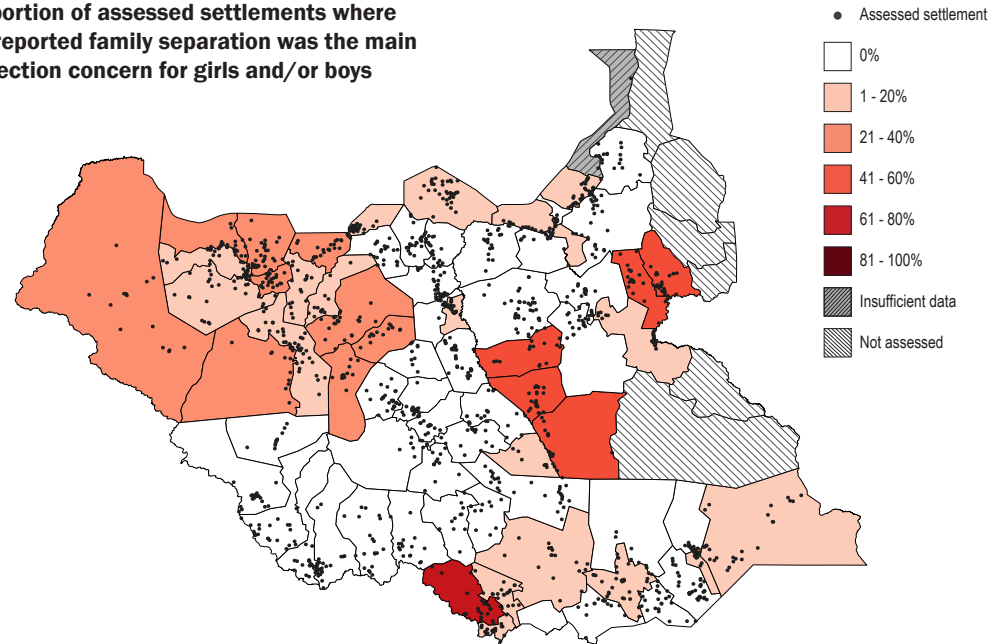 portion of assessed settlements where
reported family separation was the main
ection concern for girls and/or boys
Assessed settlement
0%
1 - 20%
21 - 40%
41 - 60%
61 - 80%
81 - 100%
Insufficient data
Not assessed